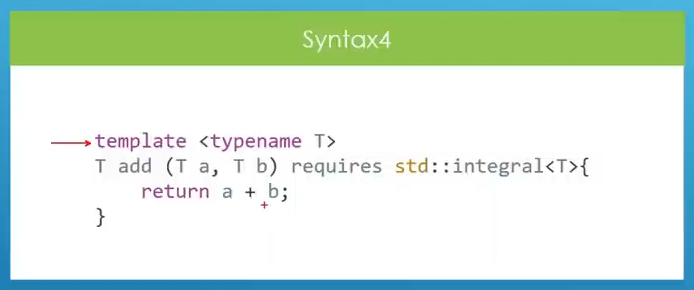 Syntax4
template <typename T>
T add (T a, T b) requires std::integral<T>{
return a + b;
}